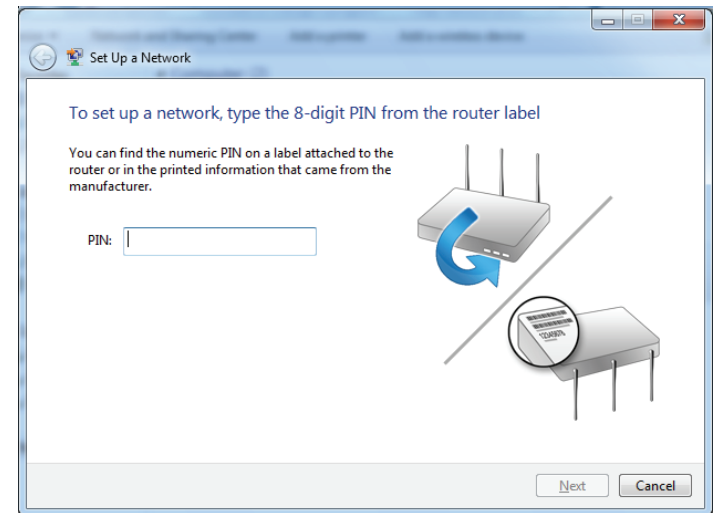 Set Up a Network
To set up a network, type the 8-digit PIN from the router label
You can find the numeric PIN on a label attached to the
router or in the printed information that came from the
manufacturer.
PIN:
12345678
Next
Cancel